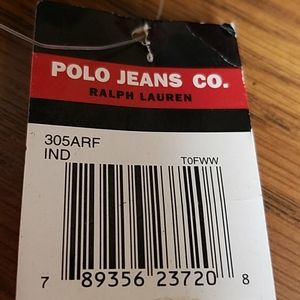 POLO JEANS CO.
RALPH LAUREN
305ARF
IND
T0FWW
7 89356 23720 8